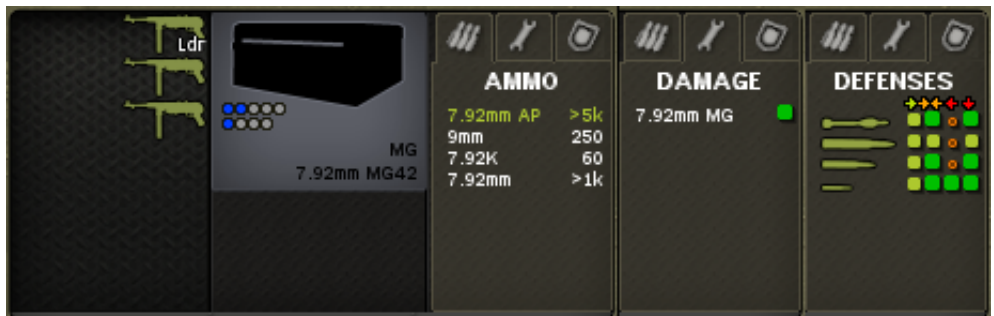 Ldr
MG
7.92mm MG42
AMMO
7.92mm AP >5k
9mm 250
7.92K 60
7.92mm >1k
DAMAGE
7.92mm MG
DEFENSES